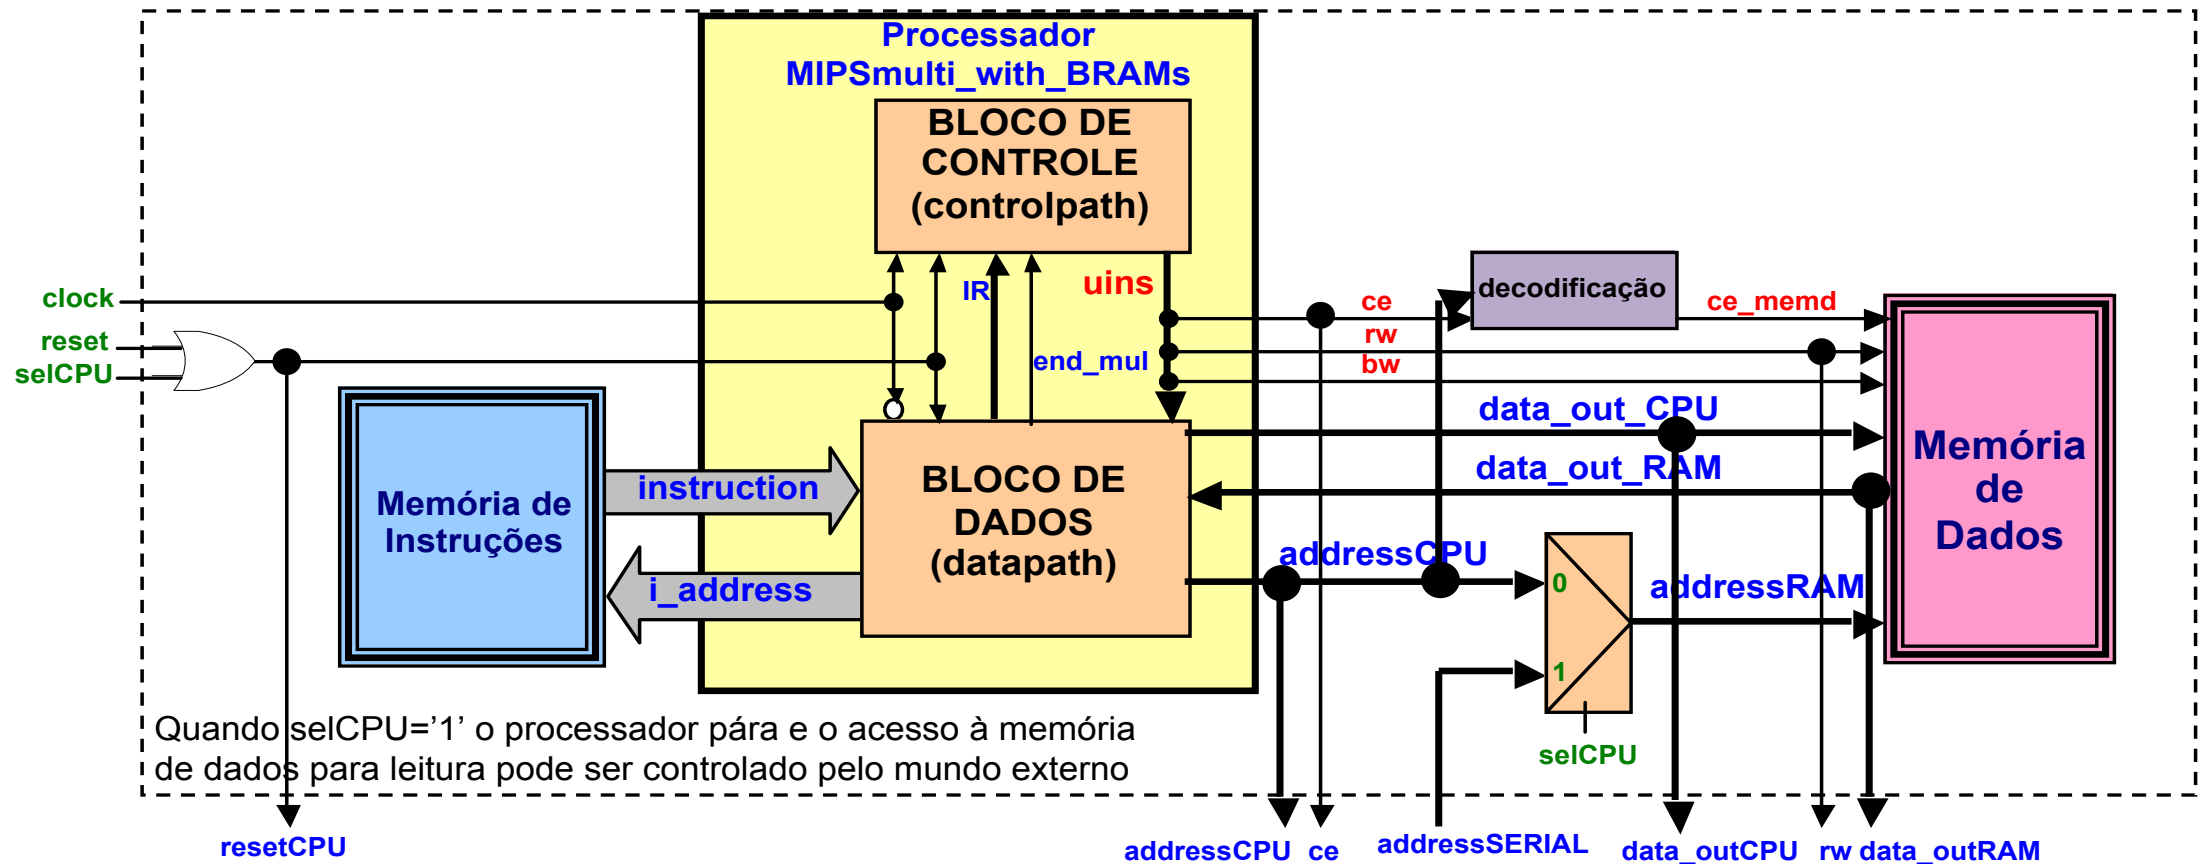 Processador
MIPSmulti_with_BRAMs
BLOCO DE
CONTROLE
(controlpath)
clock
reset
selCPU
IR
uins
end_mul
ce
rw
bw
decodificação
ce_memd
data_out_CPU
data_out_RAM
Memória de
Instruções
instruction
i_address
BLOCO DE
DADOS
(datapath)
addressCPU
0
1
selCPU
addressRAM
Memória
de
Dados
Quando selCPU=’1’ o processador pára e o acesso à memória
de dados para leitura pode ser controlado pelo mundo externo
resetCPU
addressCPU
ce
addressSERIAL
data_outCPU
rw
data_outRAM